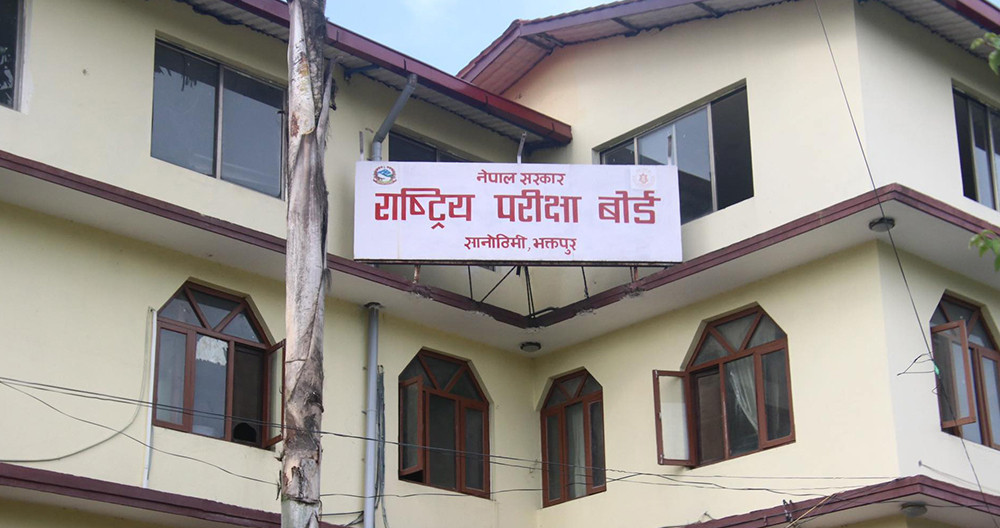 नेपाल सरकार
राष्ट्रिय परीक्षा बोर्ड
सानोठिमी, भक्तपुर